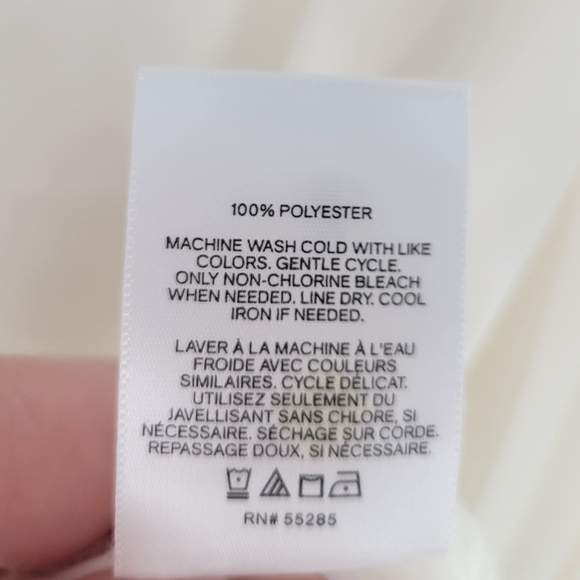 100% POLYESTER
MACHINE WASH COLD WITH LIKE
COLORS. GENTLE CYCLE.
ONLY NON-CHLORINE BLEACH
WHEN NEEDED. LINE DRY. COOL
IRON IF NEEDED.
LAVER À LA MACHINE À L'EAU
FROIDE AVEC COULEURS
SIMILAIRES. CYCLE DÉLICAT.
UTILISEZ SEULEMENT DU
JAVELLISANT SANS CHLORE, SI
NÉCESSAIRE. SÉCHAGE SUR CORDE.
REPASSAGE DOUX, SI NÉCESSAIRE.
RN# 55285